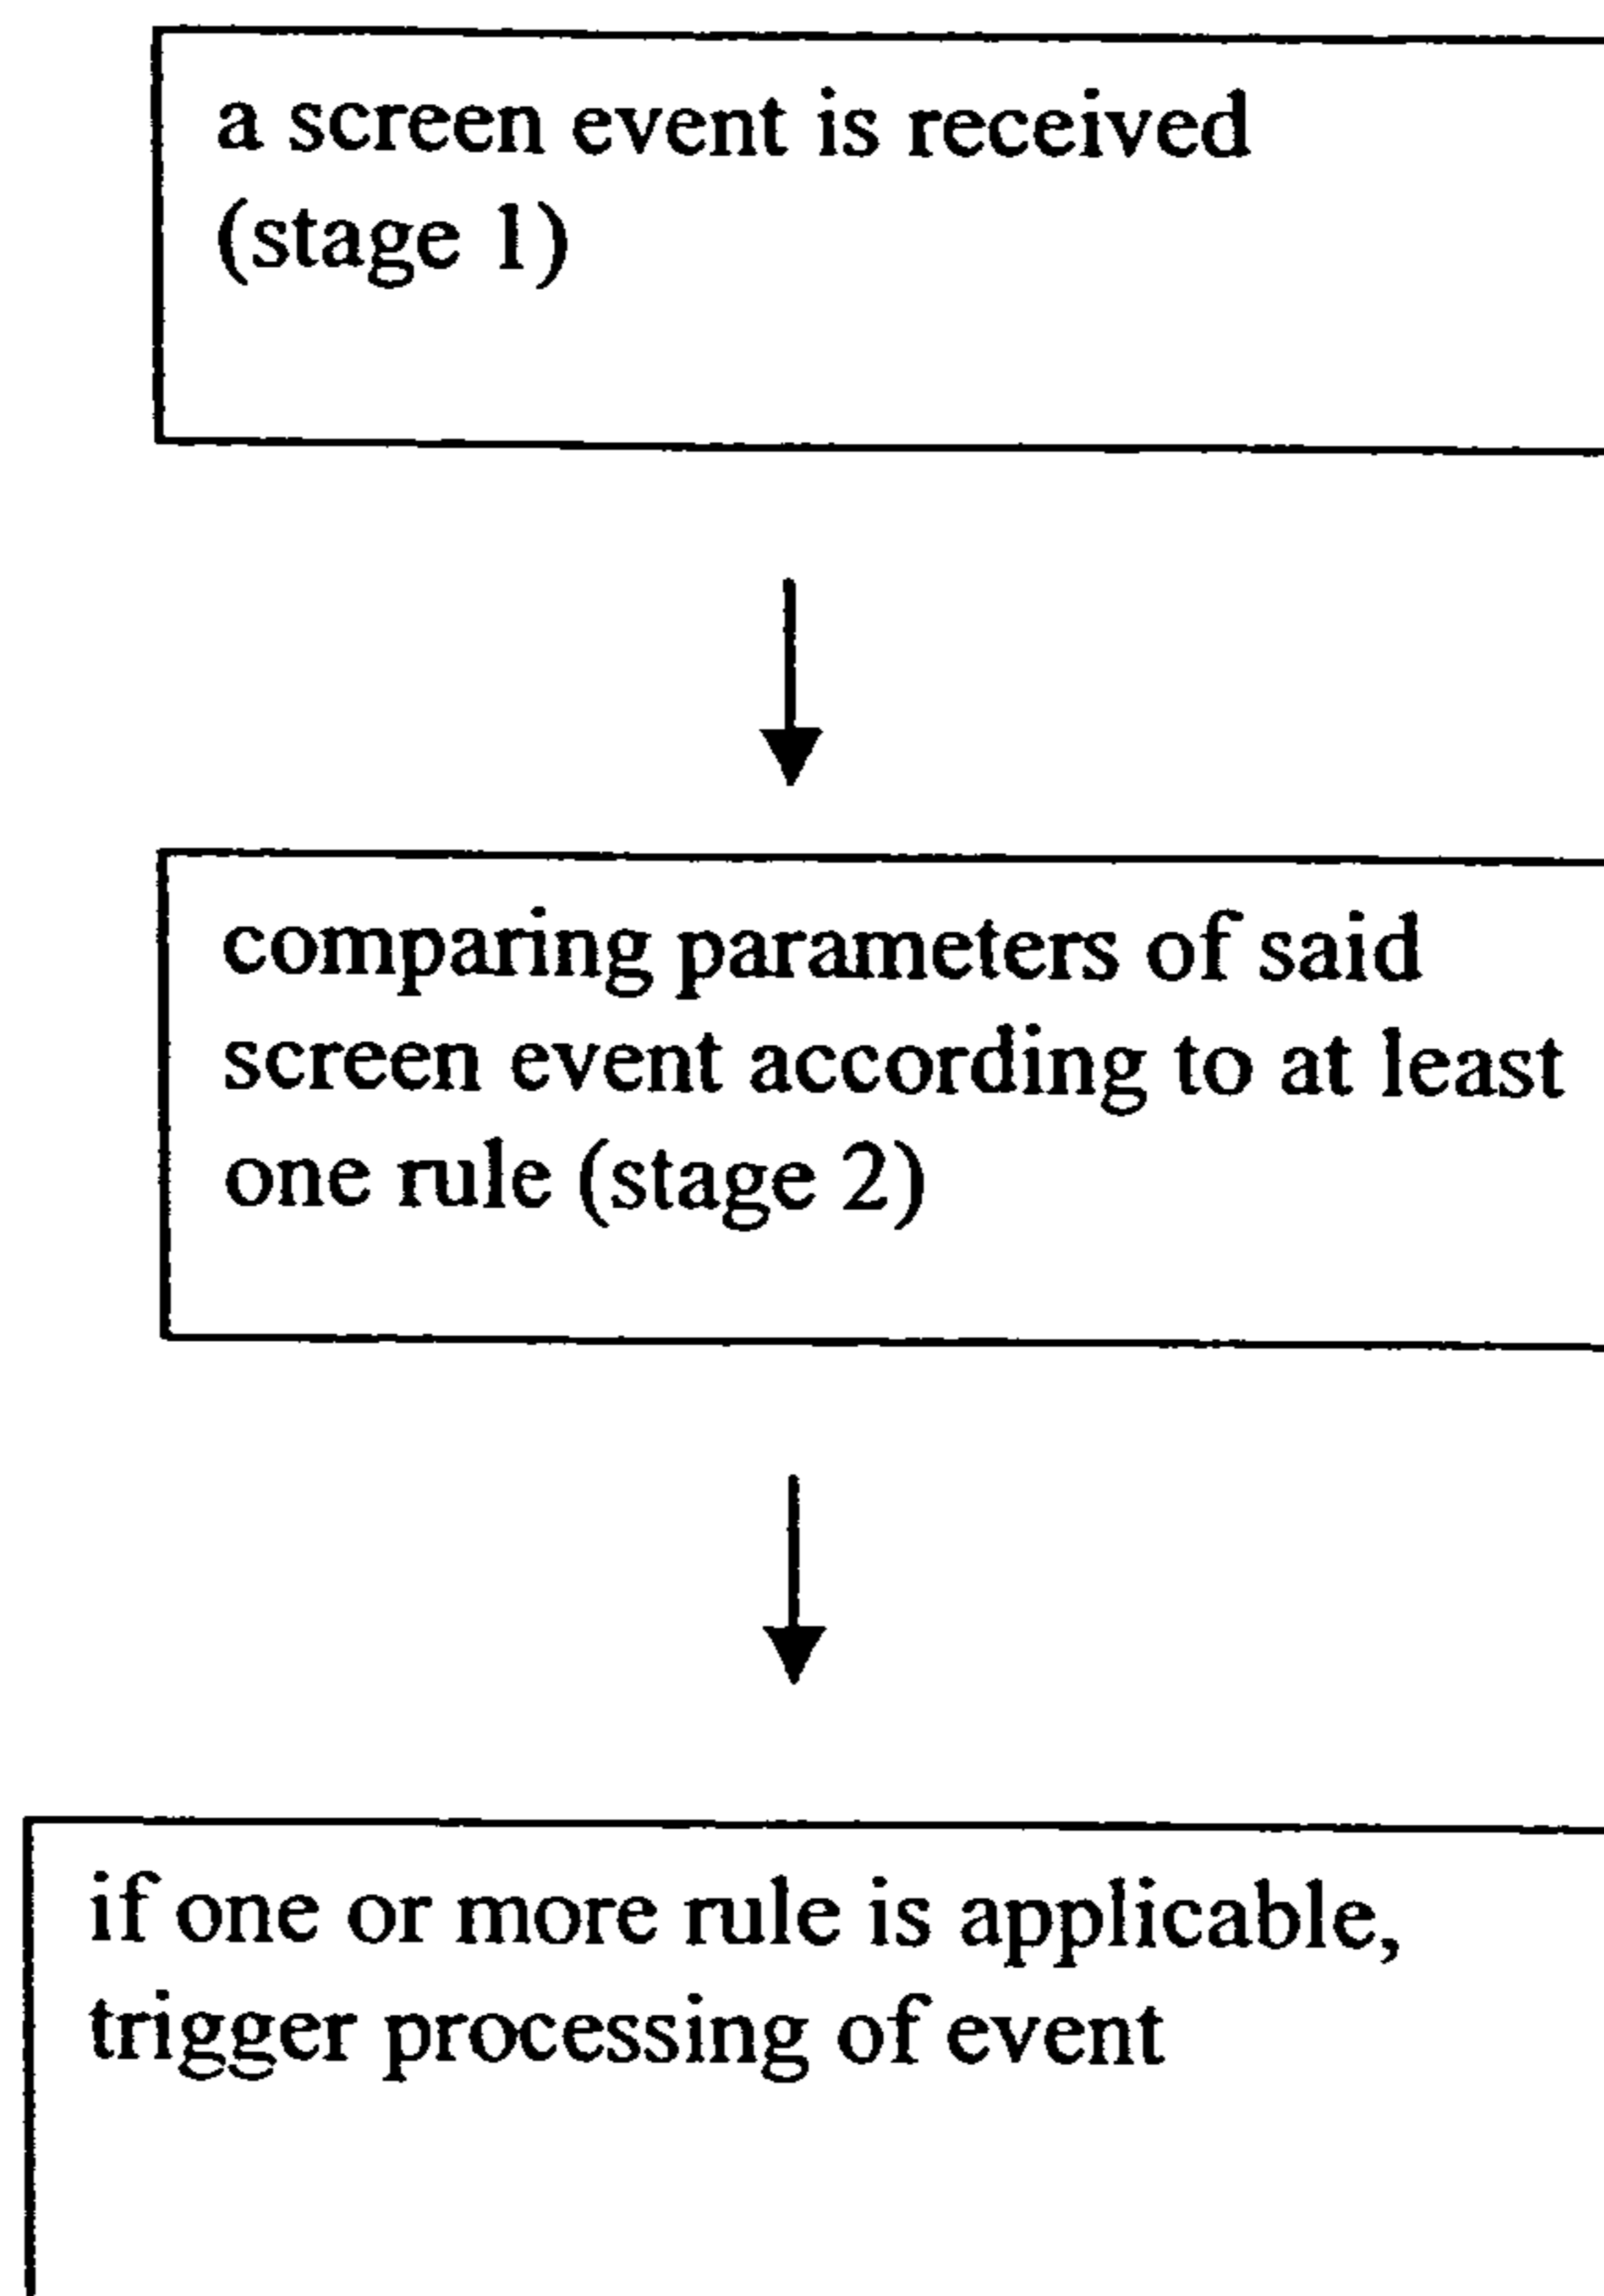 a screen event is received
(stage 1)
comparing parameters of said
screen event according to at least
one rule (stage 2)
if one or more rule is applicable,
trigger processing of event